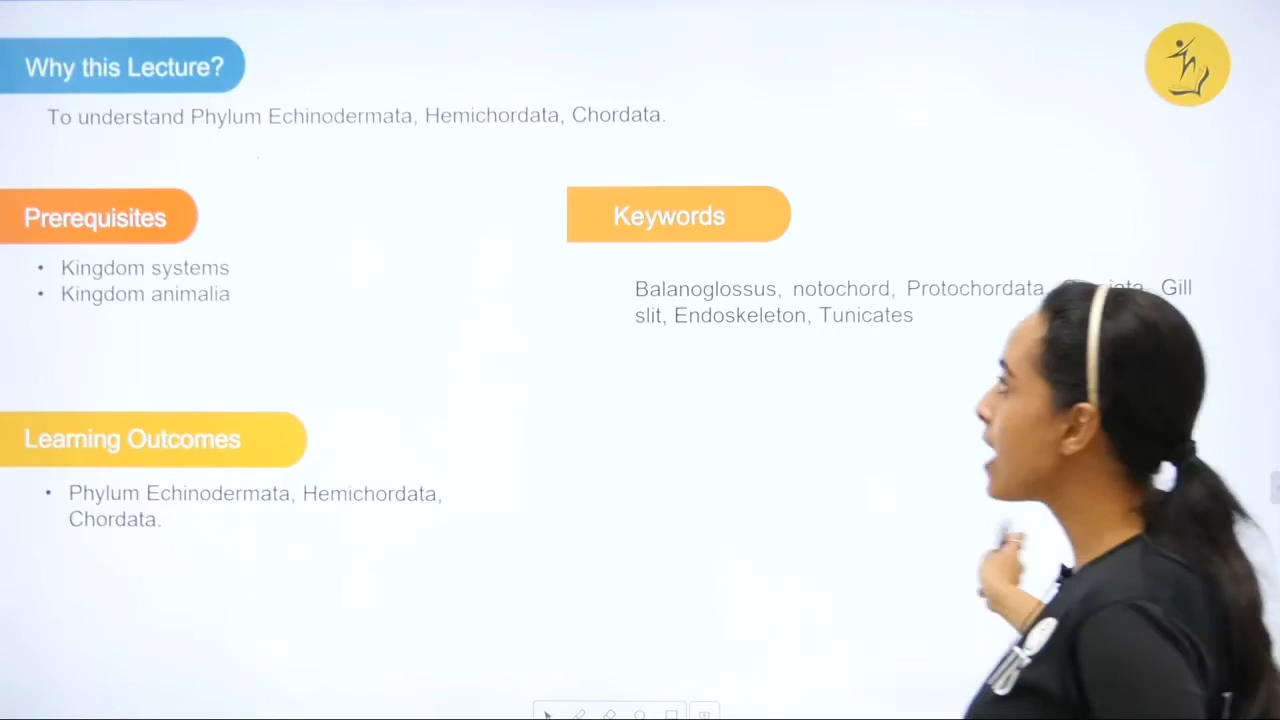 Why this Lecture?
To understand Phylum Echinodermata, Hemichordata, Chordata.
Prerequisites
• Kingdom systems
• Kingdom animalia
Keywords
Balanoglossus, notochord, Protochordata, Gill
slit, Endoskeleton, Tunicates
Learning Outcomes
• Phylum Echinodermata, Hemichordata,
Chordata.